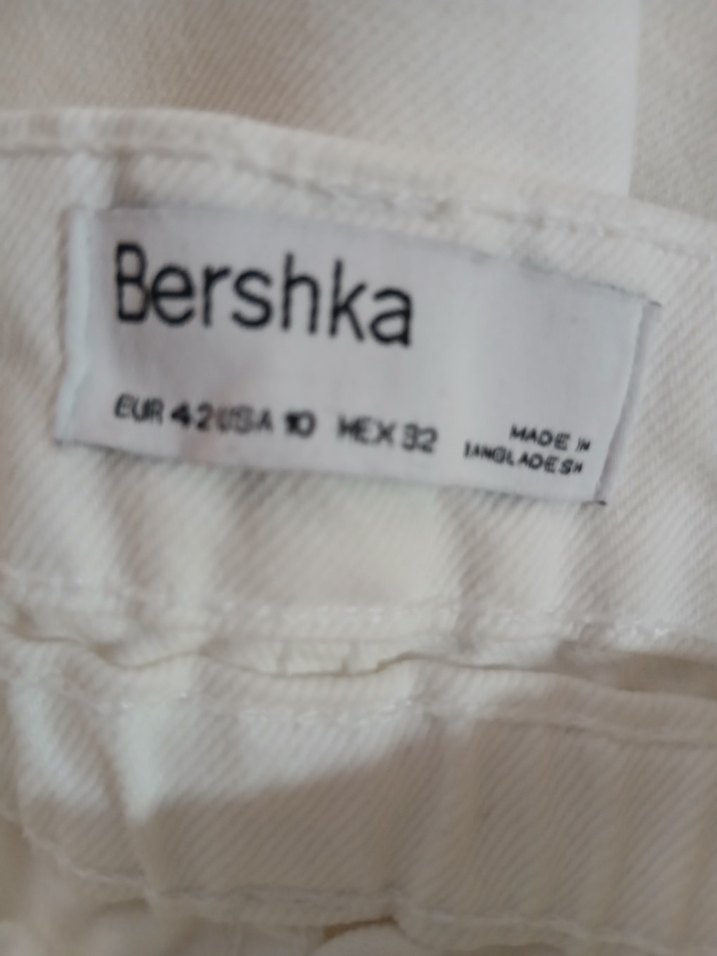 Bershka
EUR 42 USA 10 MEX 32
MADE IN
BANGLADESH